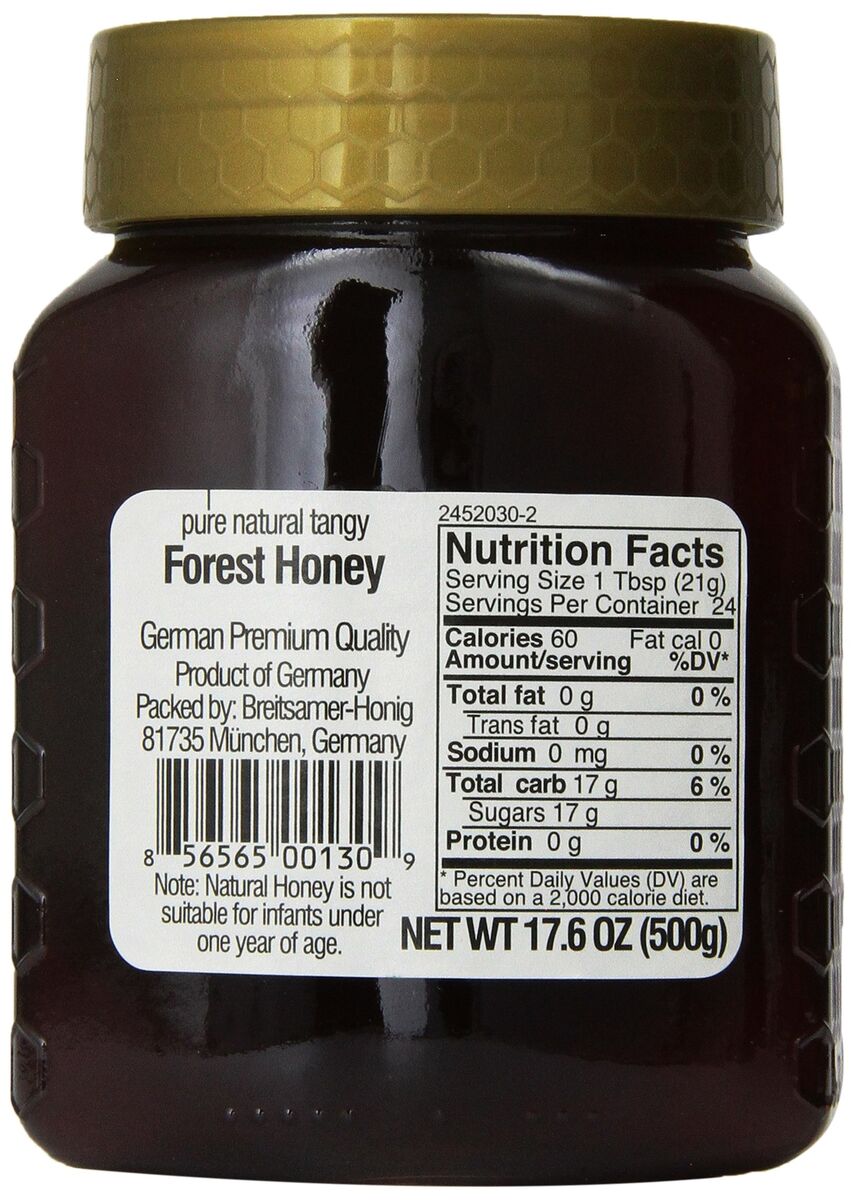 pure natural tangy
Forest Honey
German Premium Quality
Product of Germany
Packed by: Breitsamer-Honig
81735 München, Germany
8 56565 00130 9
Note: Natural Honey is not
suitable for infants under
one year of age.
2452030-2
Nutrition Facts
Serving Size 1 Tbsp (21g)
Servings Per Container 24
Calories 60 Fat cal 0
Amount/serving %DV*
Total fat 0 g 0 %
Trans fat 0 g
Sodium 0 mg 0 %
Total carb 17 g 6 %
Sugars 17 g
Protein 0 g 0 %
* Percent Daily Values (DV) are
based on a 2,000 calorie diet.
NET WT 17.6 OZ (500g)